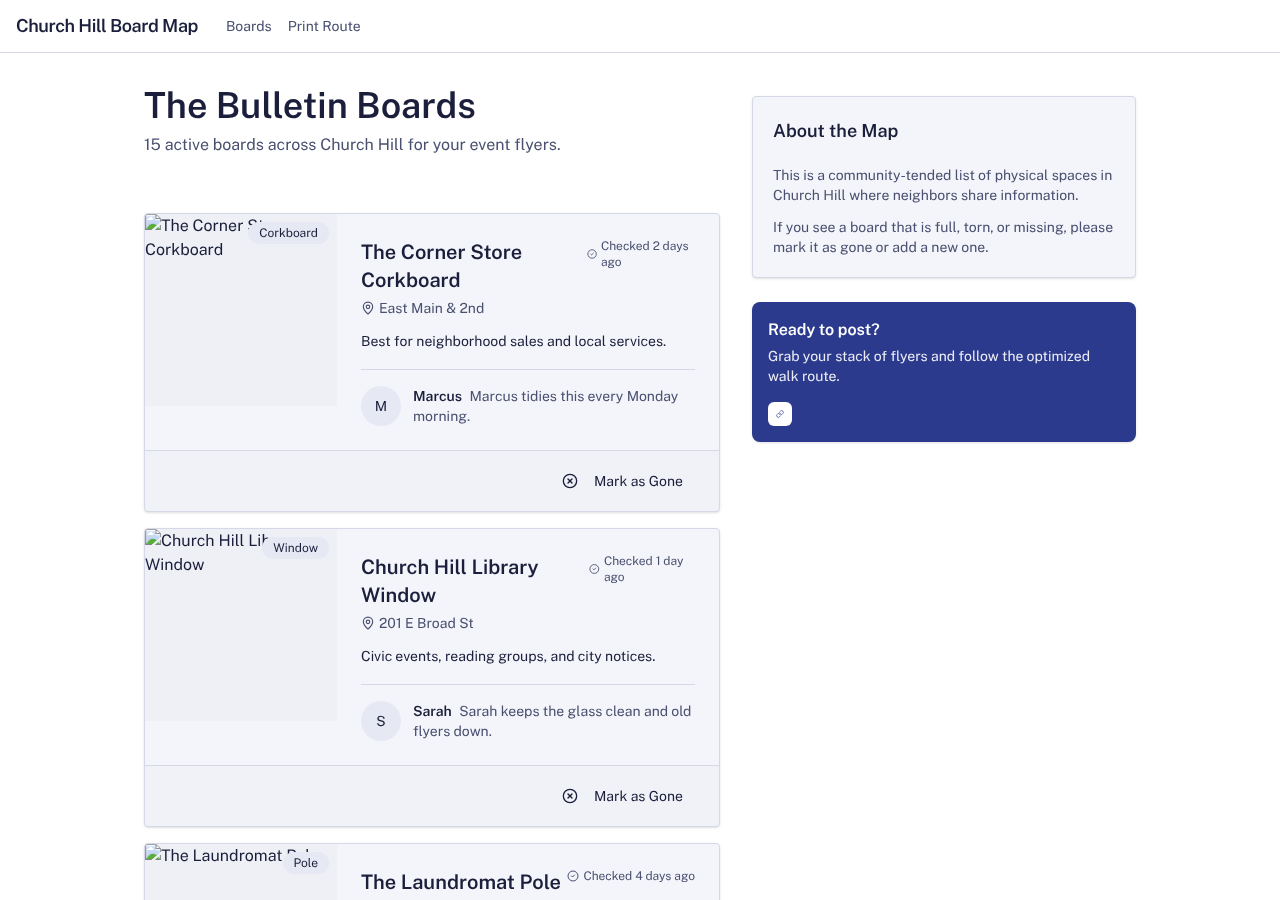 Church Hill Board Map
Boards
Print Route
The Bulletin Boards
15 active boards across Church Hill for your event flyers.
The Corner
Corkboard
Corkboard
The Corner Store
Corkboard
Checked 2 days
ago
East Main & 2nd
Best for neighborhood sales and local services.
M
Marcus Marcus tidies this every Monday
morning.
Mark as Gone
Church Hill
Window
Window
Church Hill Library
Window
Checked 1 day
ago
201 E Broad St
Civic events, reading groups, and city notices.
S
Sarah Sarah keeps the glass clean and old
flyers down.
Mark as Gone
The Laundromat
Pole
The Laundromat Pole
Checked 4 days ago
About the Map
This is a community-tended list of physical spaces in
Church Hill where neighbors share information.
If you see a board that is full, torn, or missing, please
mark it as gone or add a new one.
Ready to post?
Grab your stack of flyers and follow the optimized
walk route.